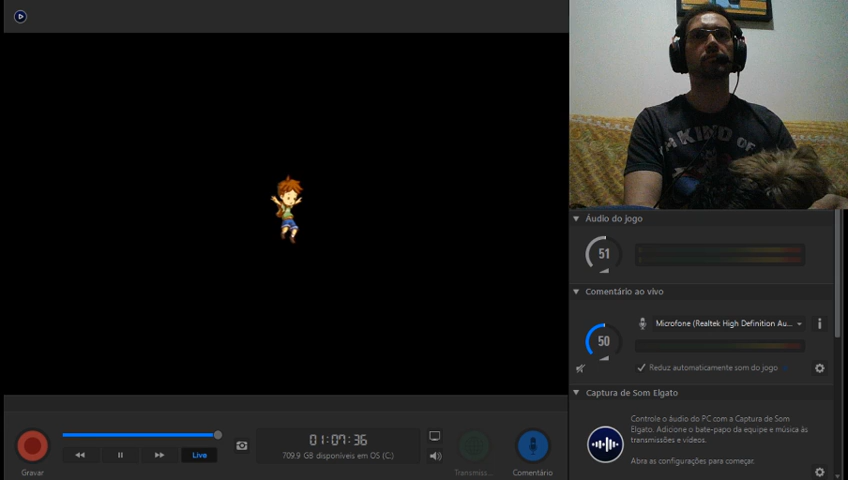 KIND OF
Áudio do jogo
51
Comentário ao vivo
Microfone (Realtek High Definition Au...
50
Reduz automaticamente som do jogo
Captura de Som Elgato
Controle o áudio do PC com a Captura de Som
Elgato. Adicione o bate-papo da equipe e música às
transmissões e vídeos.
Abra as configurações para começar.
01:07:36
709.9 GB disponíveis em OS (C:)
Live
Gravar
Transmiss...
Comentário